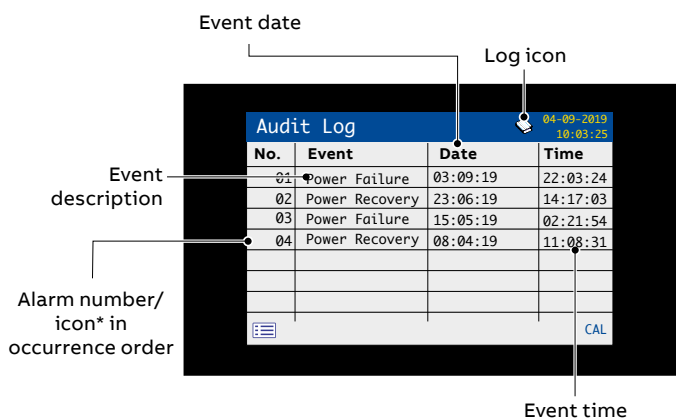 Event date
Log icon
Audit Log
04-09-2019
10:03:25
No. Event Date Time
01 Power Failure 03:09:19 22:03:24
02 Power Recovery 23:06:19 14:17:03
03 Power Failure 15:05:19 02:21:54
04 Power Recovery 08:04:19 11:08:31
CAL
Event
description
Alarm number/
icon* in
occurrence order
Event time